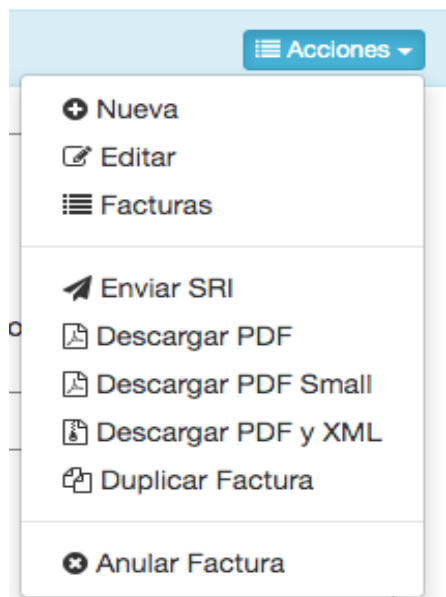 Acciones
Nueva
Editar
Facturas
Enviar SRI
o
Descargar PDF
Descargar PDF Small
Descargar PDF y XML
Duplicar Factura
Anular Factura